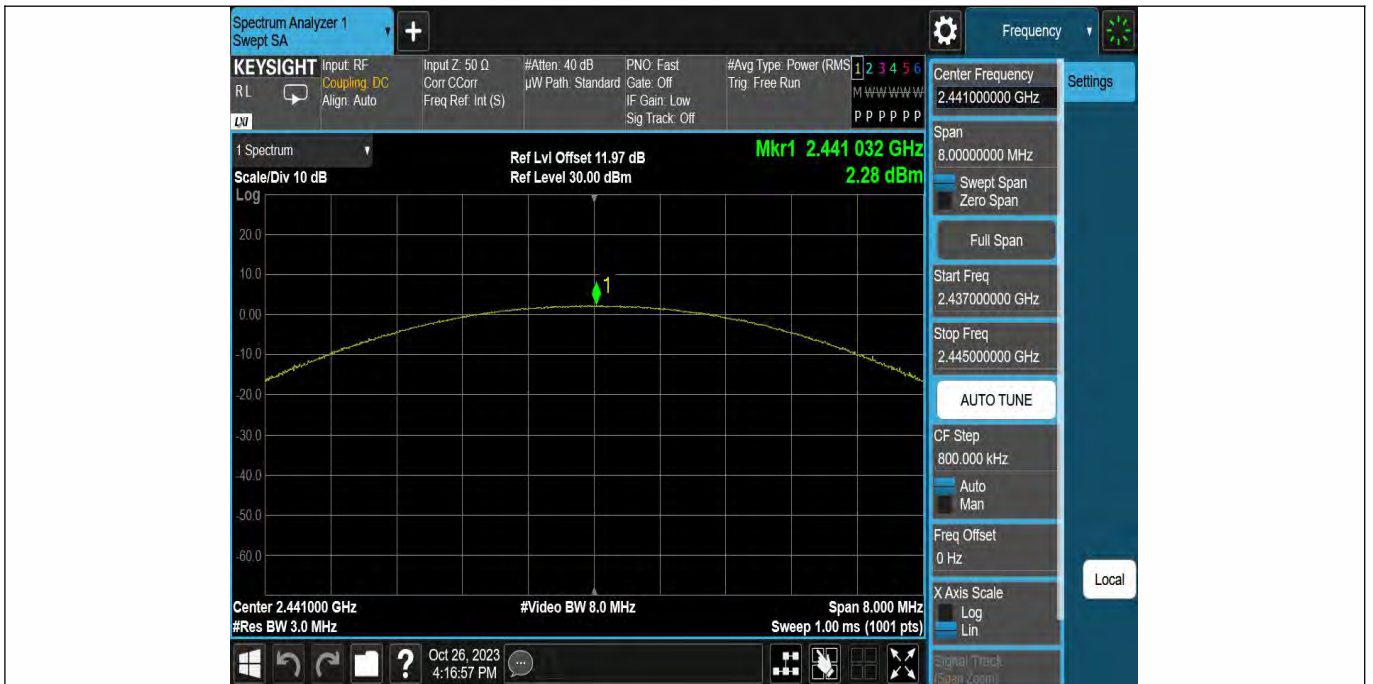 Spectrum Analyzer 1
Swept SA
+
Frequency
KEYSIGHT
RL
LXI
Input: RF
Coupling: DC
Align: Auto
Input Z: 50 Ω
Corr CCorr
Freq Ref: Int (S)
#Atten: 40 dB
µW Path: Standard
PNO: Fast
Gate: Off
IF Gain: Low
Sig Track: Off
#Avg Type: Power (RMS
Trig: Free Run
1 2 3 4 5 6
M W W W W W
P P P P P P
1 Spectrum
Scale/Div 10 dB
Log
Ref Lvl Offset 11.97 dB
Ref Level 30.00 dBm
Mkr1 2.441 032 GHz
2.28 dBm
20.0
10.0
0.00
-10.0
-20.0
-30.0
-40.0
-50.0
-60.0
1
Center 2.441000 GHz
#Res BW 3.0 MHz
#Video BW 8.0 MHz
Span 8.000 MHz
Sweep 1.00 ms (1001 pts)
Center Frequency
2.441000000 GHz
Settings
Span
8.00000000 MHz
Swept Span
Zero Span
Full Span
Start Freq
2.437000000 GHz
Stop Freq
2.445000000 GHz
AUTO TUNE
CF Step
800.000 kHz
Auto
Man
Freq Offset
0 Hz
X Axis Scale
Log
Lin
Signal Track
(Span Zoom)
Local
?
Oct 26, 2023
4:16:57 PM